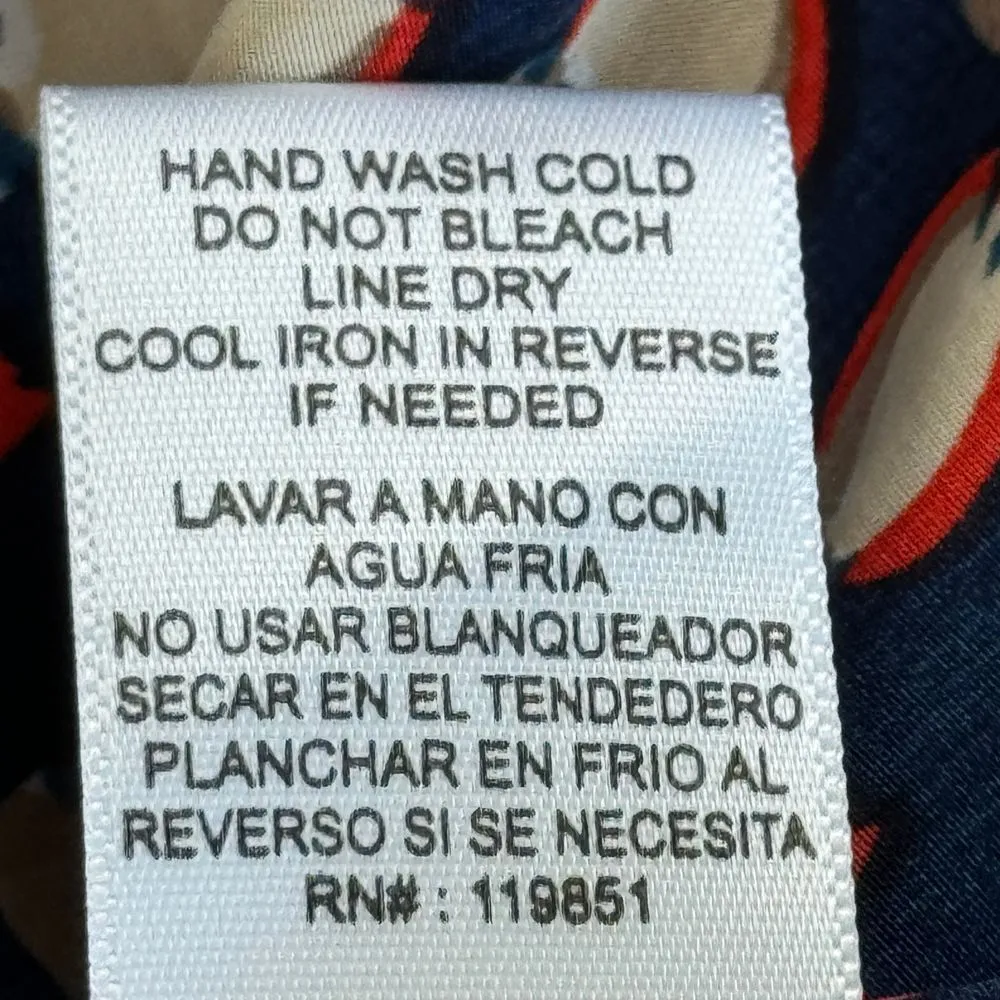 HAND WASH COLD
DO NOT BLEACH
LINE DRY
COOL IRON IN REVERSE
IF NEEDED
LAVAR A MANO CON
AGUA FRIA
NO USAR BLANQUEADOR
SECAR EN EL TENDEDERO
PLANCHAR EN FRIO AL
REVERSO SI SE NECESITA
RN# : 119851